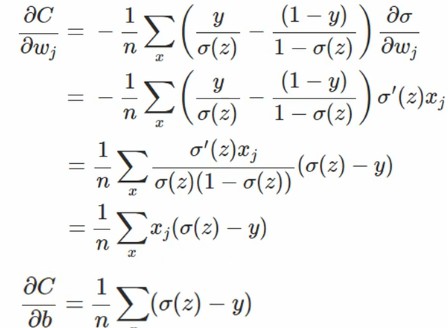 ∂C/∂w_j = − 1/n ∑_x ( y/σ(z) − (1 − y)/(1 − σ(z)) ) ∂σ/∂w_j
= − 1/n ∑_x ( y/σ(z) − (1 − y)/(1 − σ(z)) ) σ′(z)x_j
= 1/n ∑_x σ′(z)x_j/(σ(z)(1 − σ(z))) (σ(z) − y)
= 1/n ∑_x x_j(σ(z) − y)
∂C/∂b = 1/n ∑(σ(z) − y)